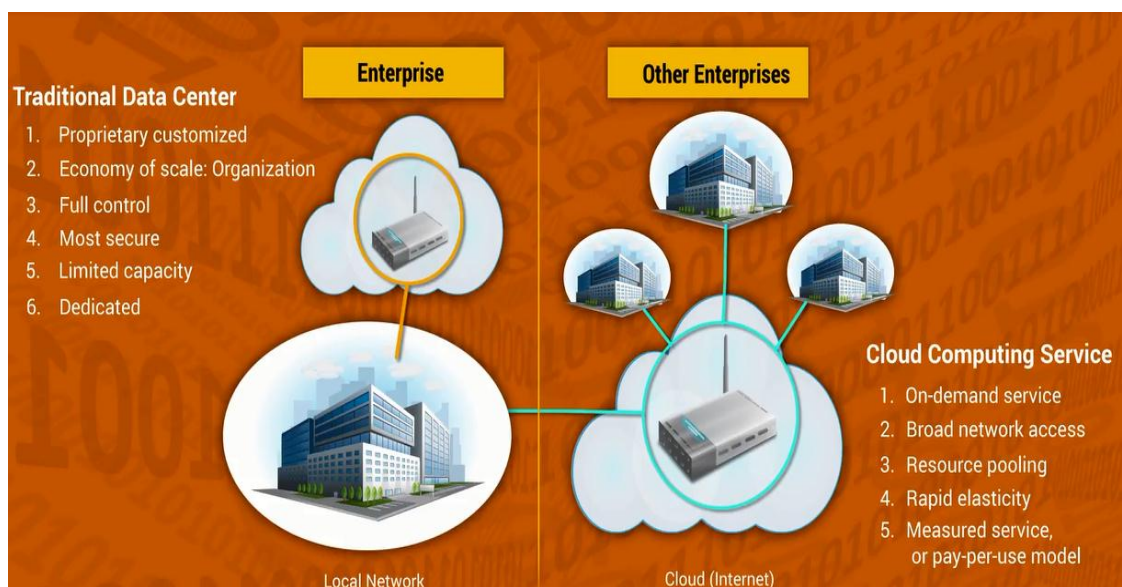 Enterprise
Other Enterprises
Traditional Data Center
1. Proprietary customized
2. Economy of scale: Organization
3. Full control
4. Most secure
5. Limited capacity
6. Dedicated
Cloud Computing Service
1. On-demand service
2. Broad network access
3. Resource pooling
4. Rapid elasticity
5. Measured service,
or pay-per-use model
Local Network
Cloud (Internet)